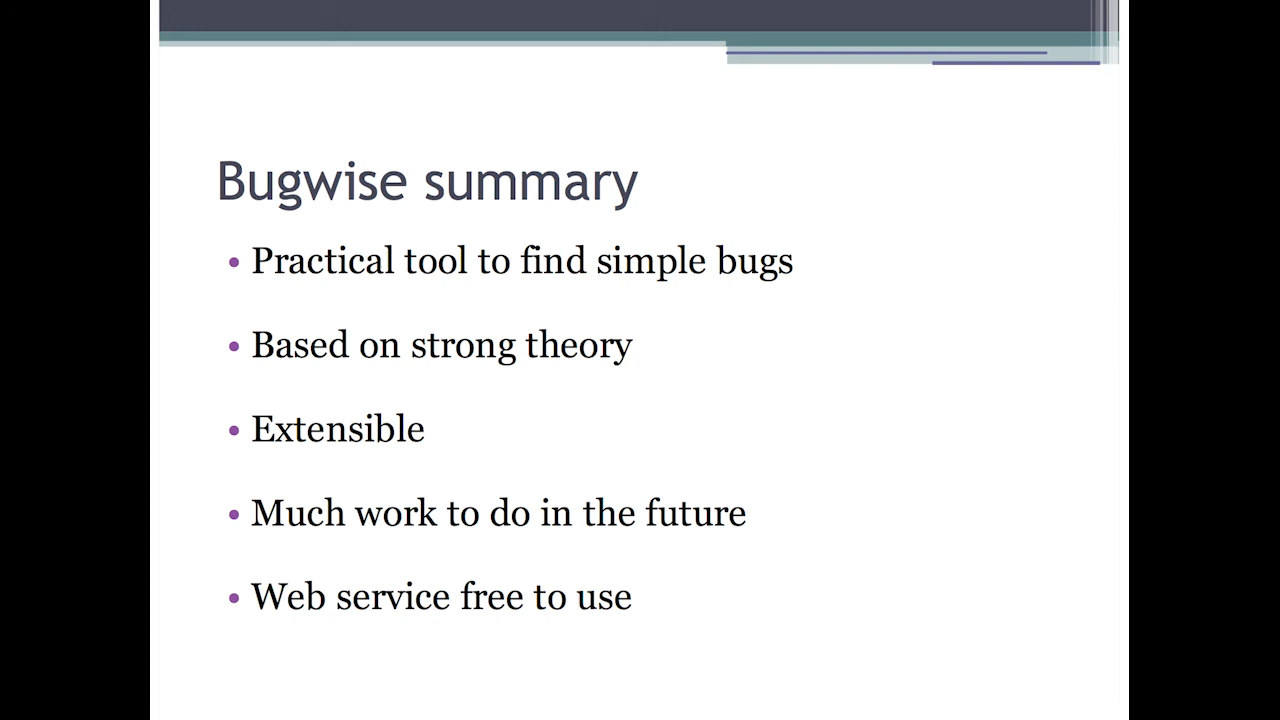 Bugwise summary
• Practical tool to find simple bugs
• Based on strong theory
• Extensible
• Much work to do in the future
• Web service free to use